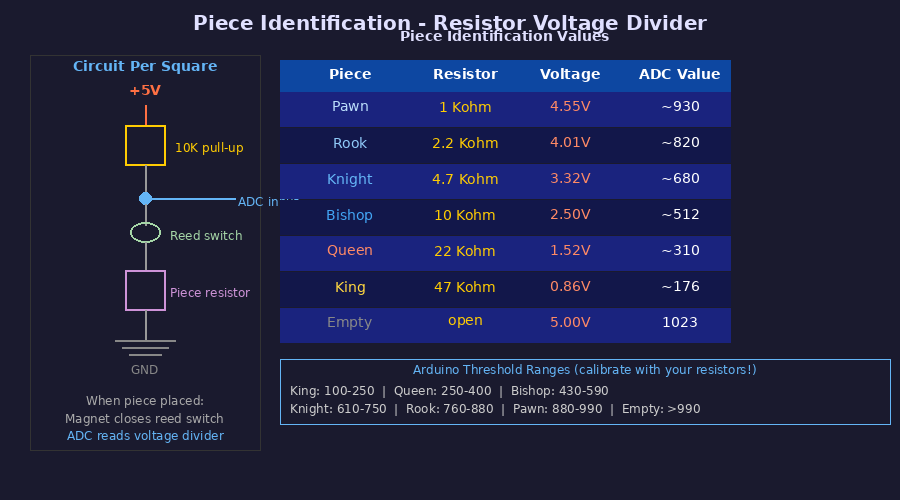 Piece Identification - Resistor Voltage Divider
Piece Identification Values
Circuit Per Square
+5V
10K pull-up
ADC input
Reed switch
Piece resistor
GND
When piece placed:
Magnet closes reed switch
ADC reads voltage divider
Piece Resistor Voltage ADC Value
Pawn 1 Kohm 4.55V ~930
Rook 2.2 Kohm 4.01V ~820
Knight 4.7 Kohm 3.32V ~680
Bishop 10 Kohm 2.50V ~512
Queen 22 Kohm 1.52V ~310
King 47 Kohm 0.86V ~176
Empty open 5.00V 1023
Arduino Threshold Ranges (calibrate with your resistors!)
King: 100-250 | Queen: 250-400 | Bishop: 430-590
Knight: 610-750 | Rook: 760-880 | Pawn: 880-990 | Empty: >990